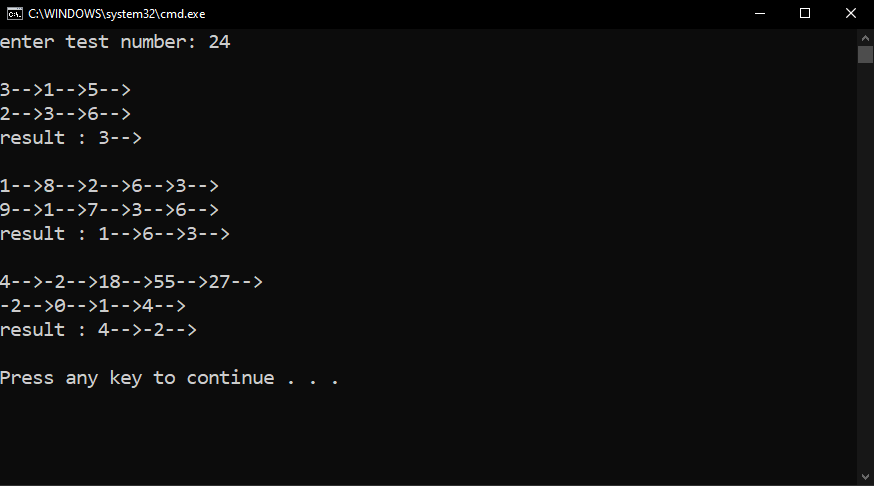 C:\WINDOWS\system32\cmd.exe
enter test number: 24
3-->1-->5-->
2-->3-->6-->
result : 3-->
1-->8-->2-->6-->3-->
9-->1-->7-->3-->6-->
result : 1-->6-->3-->
4-->-2-->18-->55-->27-->
-2-->0-->1-->4-->
result : 4-->-2-->
Press any key to continue . . .